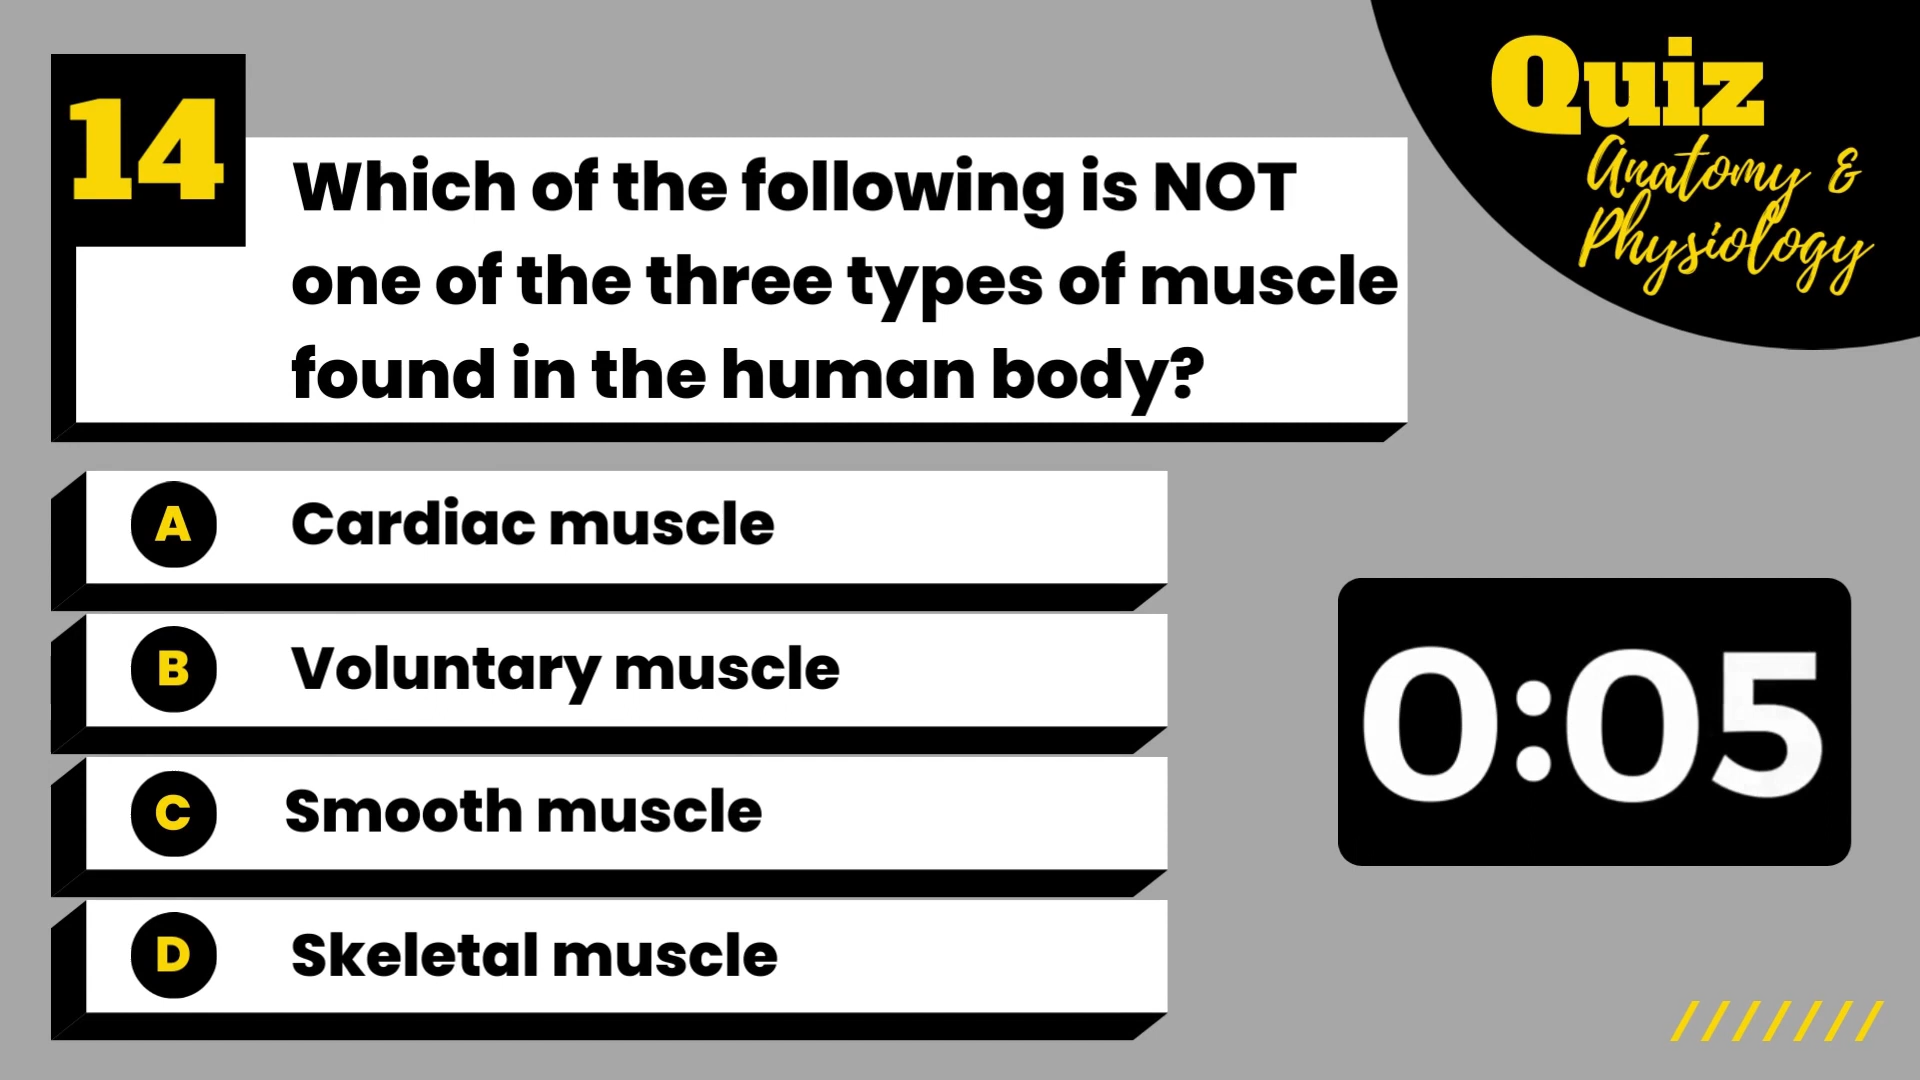 Quiz
Anatomy &
Physiology
14
Which of the following is NOT
one of the three types of muscle
found in the human body?
A Cardiac muscle
B Voluntary muscle
C Smooth muscle
D Skeletal muscle
0:05